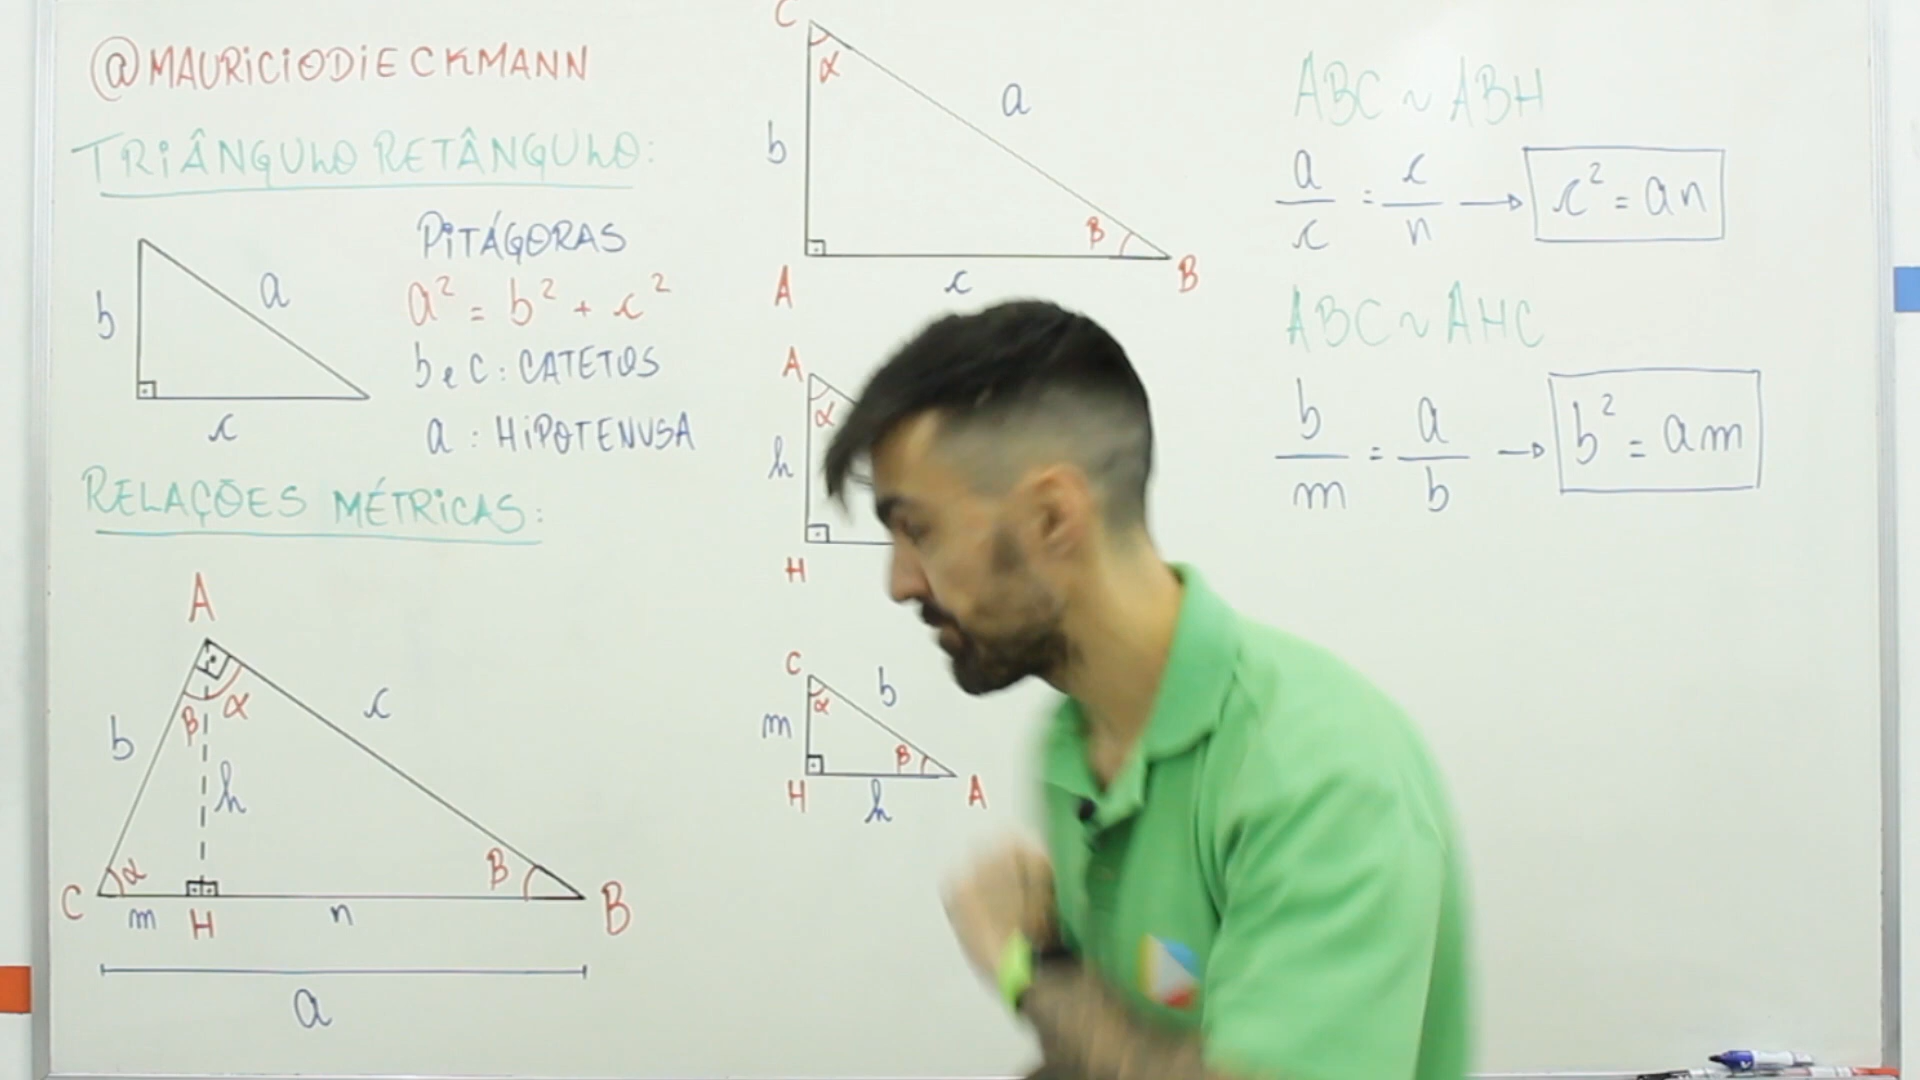 @MAURICIODIECKMANN
TRIÂNGULO RETÂNGULO:
b
a
c
PITÁGORAS
a² = b² + c²
b e c : CATETOS
a : HIPOTENUSA
RELAÇÕES MÉTRICAS:
A
b
β α
c
h
C α
β B
m H n
a
C
α
b
a
β
A c B
A
α
h
H
C
α
b
m
β
H h A
ABC ~ ABH
a/c = c/n → c² = an
ABC ~ AHC
b/m = a/b → b² = am